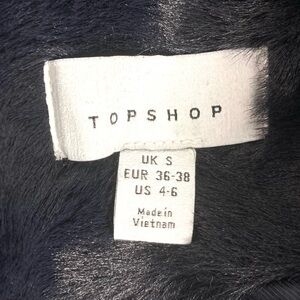 TOPSHOP
UK S
EUR 36-38
US 4-6
Made in
Vietnam